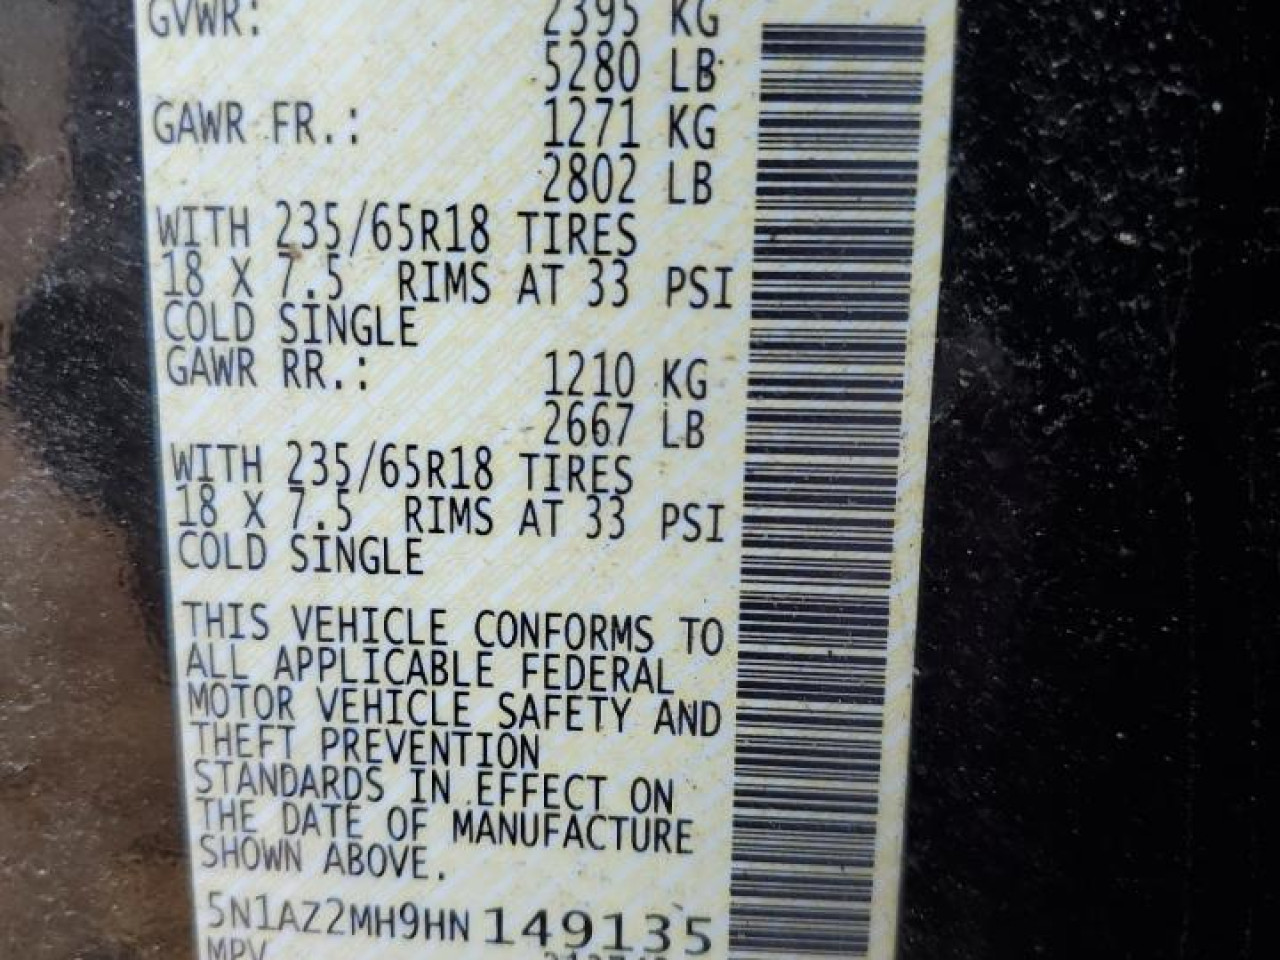 GVWR: 2395 KG
5280 LB
GAWR FR.: 1271 KG
2802 LB
WITH 235/65R18 TIRES
18 X 7.5 RIMS AT 33 PSI
COLD SINGLE
GAWR RR.: 1210 KG
2667 LB
WITH 235/65R18 TIRES
18 X 7.5 RIMS AT 33 PSI
COLD SINGLE
THIS VEHICLE CONFORMS TO
ALL APPLICABLE FEDERAL
MOTOR VEHICLE SAFETY AND
THEFT PREVENTION
STANDARDS IN EFFECT ON
THE DATE OF MANUFACTURE
SHOWN ABOVE.
5N1AZ2MH9HN149135
MPV